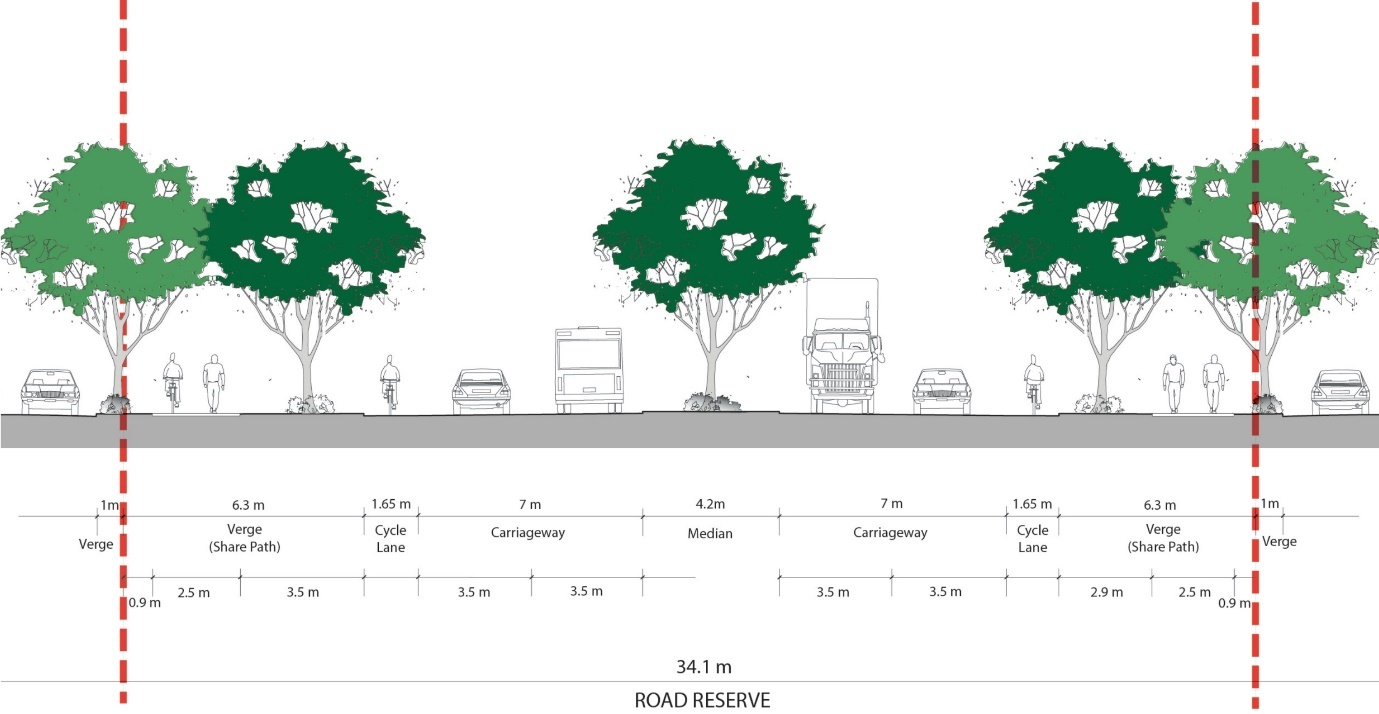 1m 6.3 m 1.65 m 7 m 4.2m 7 m 1.65 m 6.3 m 1m
Verge Verge (Share Path) Cycle Lane Carriageway Median Carriageway Cycle Lane Verge (Share Path) Verge
0.9 m 2.5 m 3.5 m 3.5 m 3.5 m 3.5 m 3.5 m 2.9 m 2.5 m 0.9 m
34.1 m
ROAD RESERVE